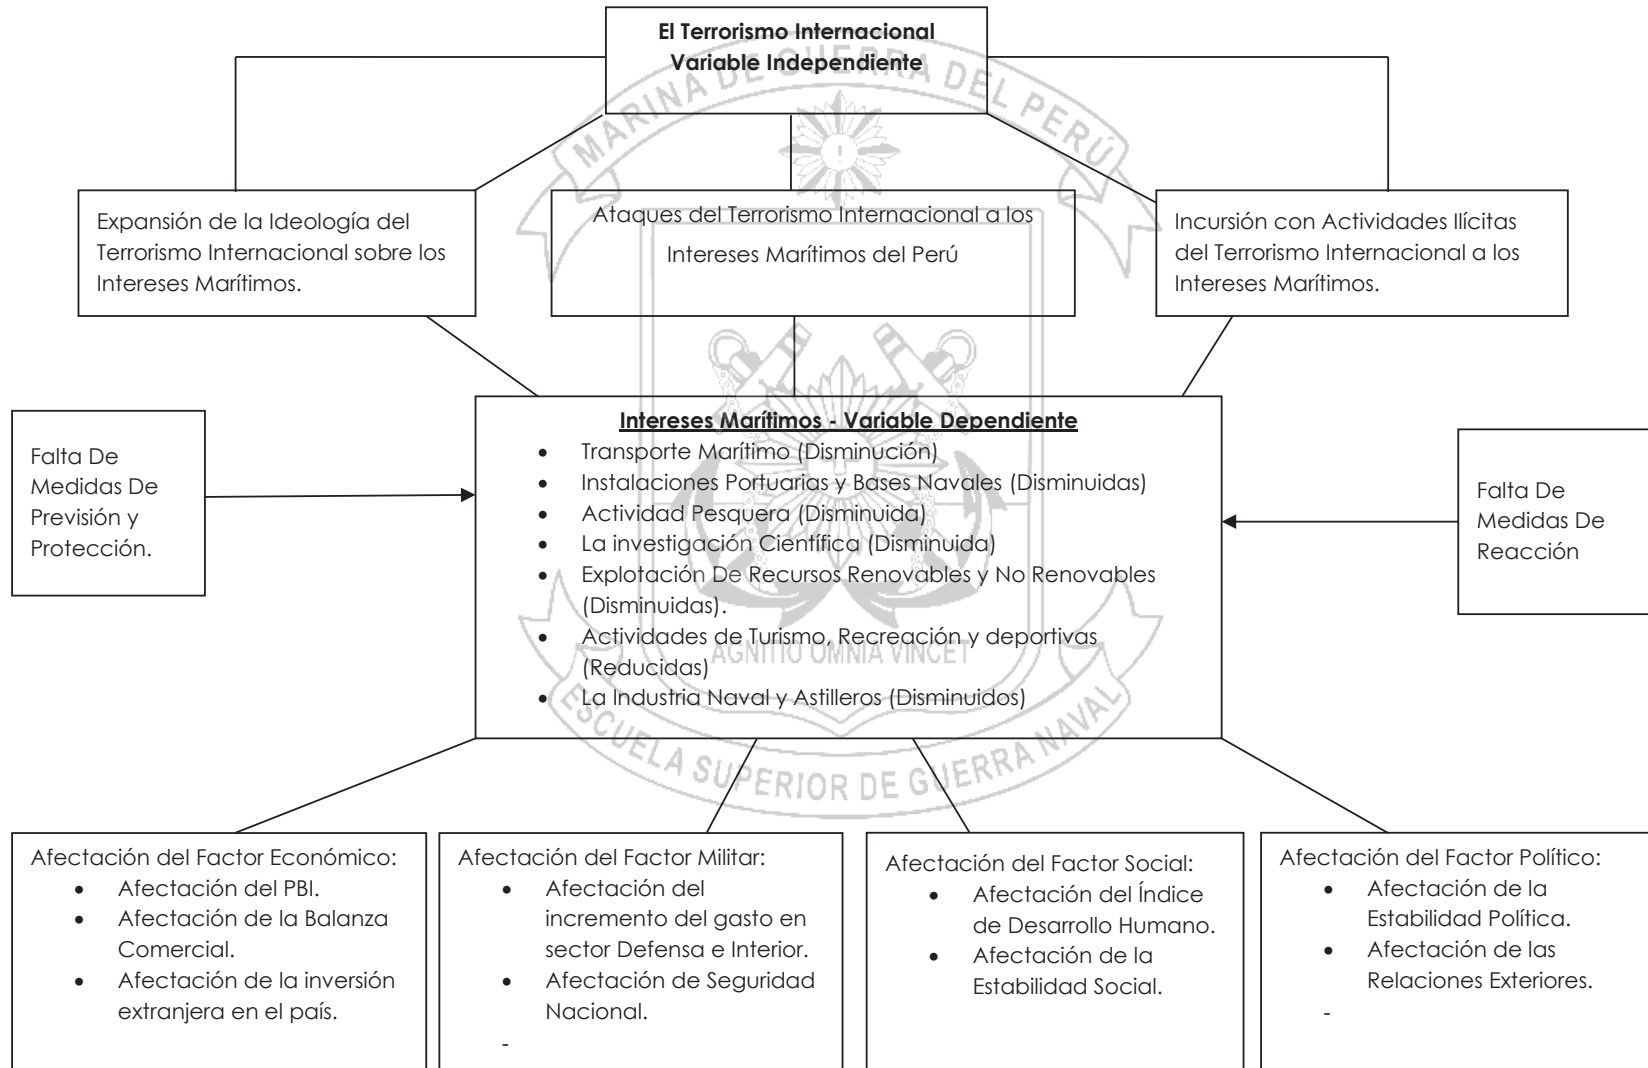 El Terrorismo Internacional
Variable Independiente
MARINA DE GUERRA DEL PERÚ
Expansión de la Ideología del
Terrorismo Internacional sobre los
Intereses Marítimos.
Ataques del Terrorismo Internacional a los
Intereses Marítimos del Perú
Incursión con Actividades Ilícitas
del Terrorismo Internacional a los
Intereses Marítimos.
Falta De
Medidas De
Previsión y
Protección.
Intereses Marítimos - Variable Dependiente
• Transporte Marítimo (Disminución)
• Instalaciones Portuarias y Bases Navales (Disminuidas)
• Actividad Pesquera (Disminuida)
• La investigación Científica (Disminuida)
• Explotación De Recursos Renovables y No Renovables
(Disminuidas).
• Actividades de Turismo, Recreación y deportivas
(Reducidas)
• La Industria Naval y Astilleros (Disminuidos)
AGNITIO OMNIA VINCET
ESCUELA SUPERIOR DE GUERRA NAVAL
Falta De
Medidas De
Reacción
Afectación del Factor Económico:
• Afectación del PBI.
• Afectación de la Balanza
Comercial.
• Afectación de la inversión
extranjera en el país.
Afectación del Factor Militar:
• Afectación del
incremento del gasto en
sector Defensa e Interior.
• Afectación de Seguridad
Nacional.
-
Afectación del Factor Social:
• Afectación del Índice
de Desarrollo Humano.
• Afectación de la
Estabilidad Social.
Afectación del Factor Político:
• Afectación de la
Estabilidad Política.
• Afectación de las
Relaciones Exteriores.
-